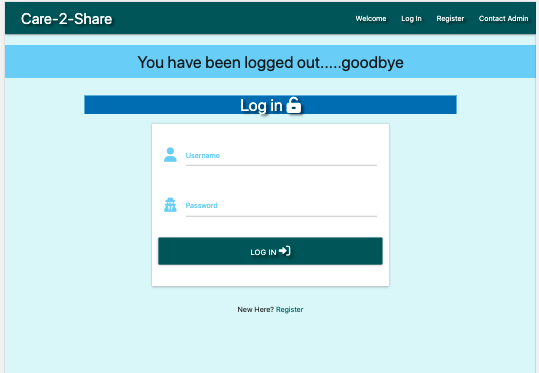 Care-2-Share
Welcome Log In Register Contact Admin
You have been logged out.....goodbye
Log in
Username
Password
LOG IN
New Here? Register